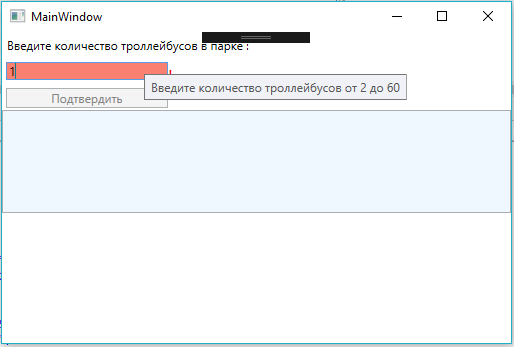 MainWindow
Введите количество троллейбусов в парке :
1
Введите количество троллейбусов от 2 до 60
Подтвердить